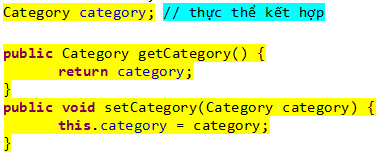 Category category; // thực thể kết hợp
public Category getCategory() {
return category;
}
public void setCategory(Category category) {
this.category = category;
}